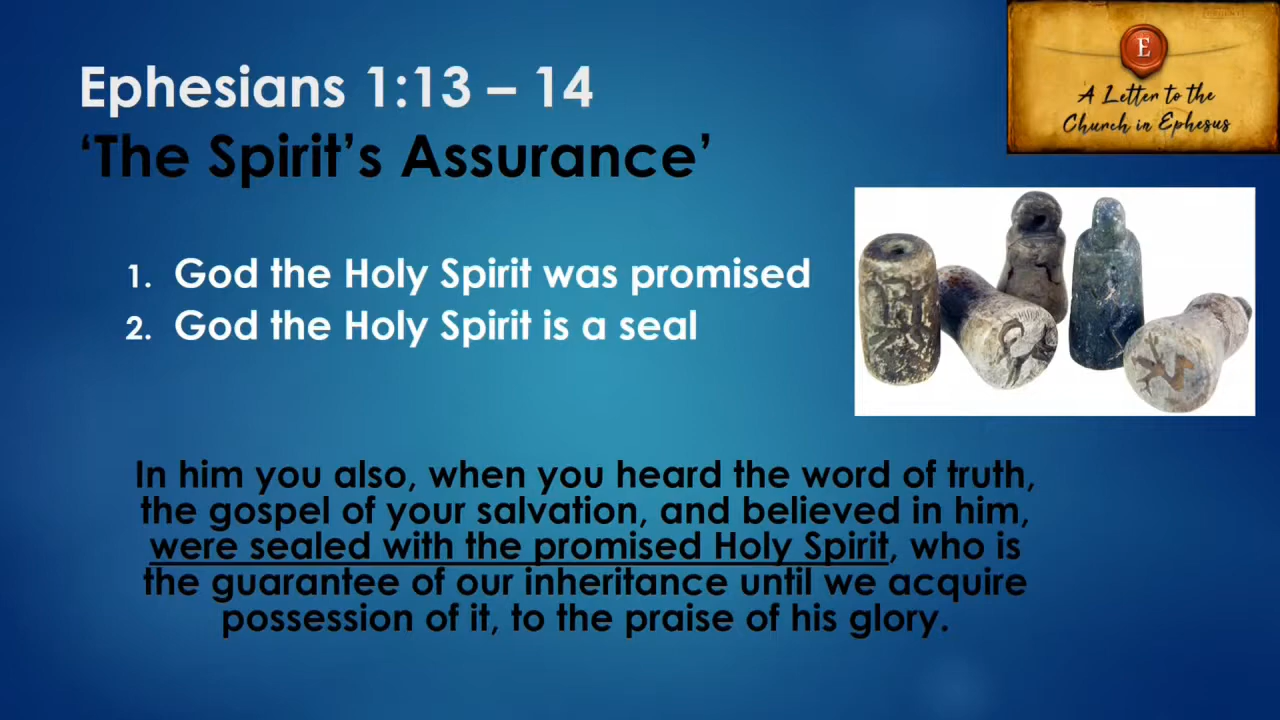 Ephesians 1:13 – 14
‘The Spirit’s Assurance’
E
A Letter to the
Church in Ephesus
1. God the Holy Spirit was promised
2. God the Holy Spirit is a seal
In him you also, when you heard the word of truth,
the gospel of your salvation, and believed in him,
were sealed with the promised Holy Spirit, who is
the guarantee of our inheritance until we acquire
possession of it, to the praise of his glory.